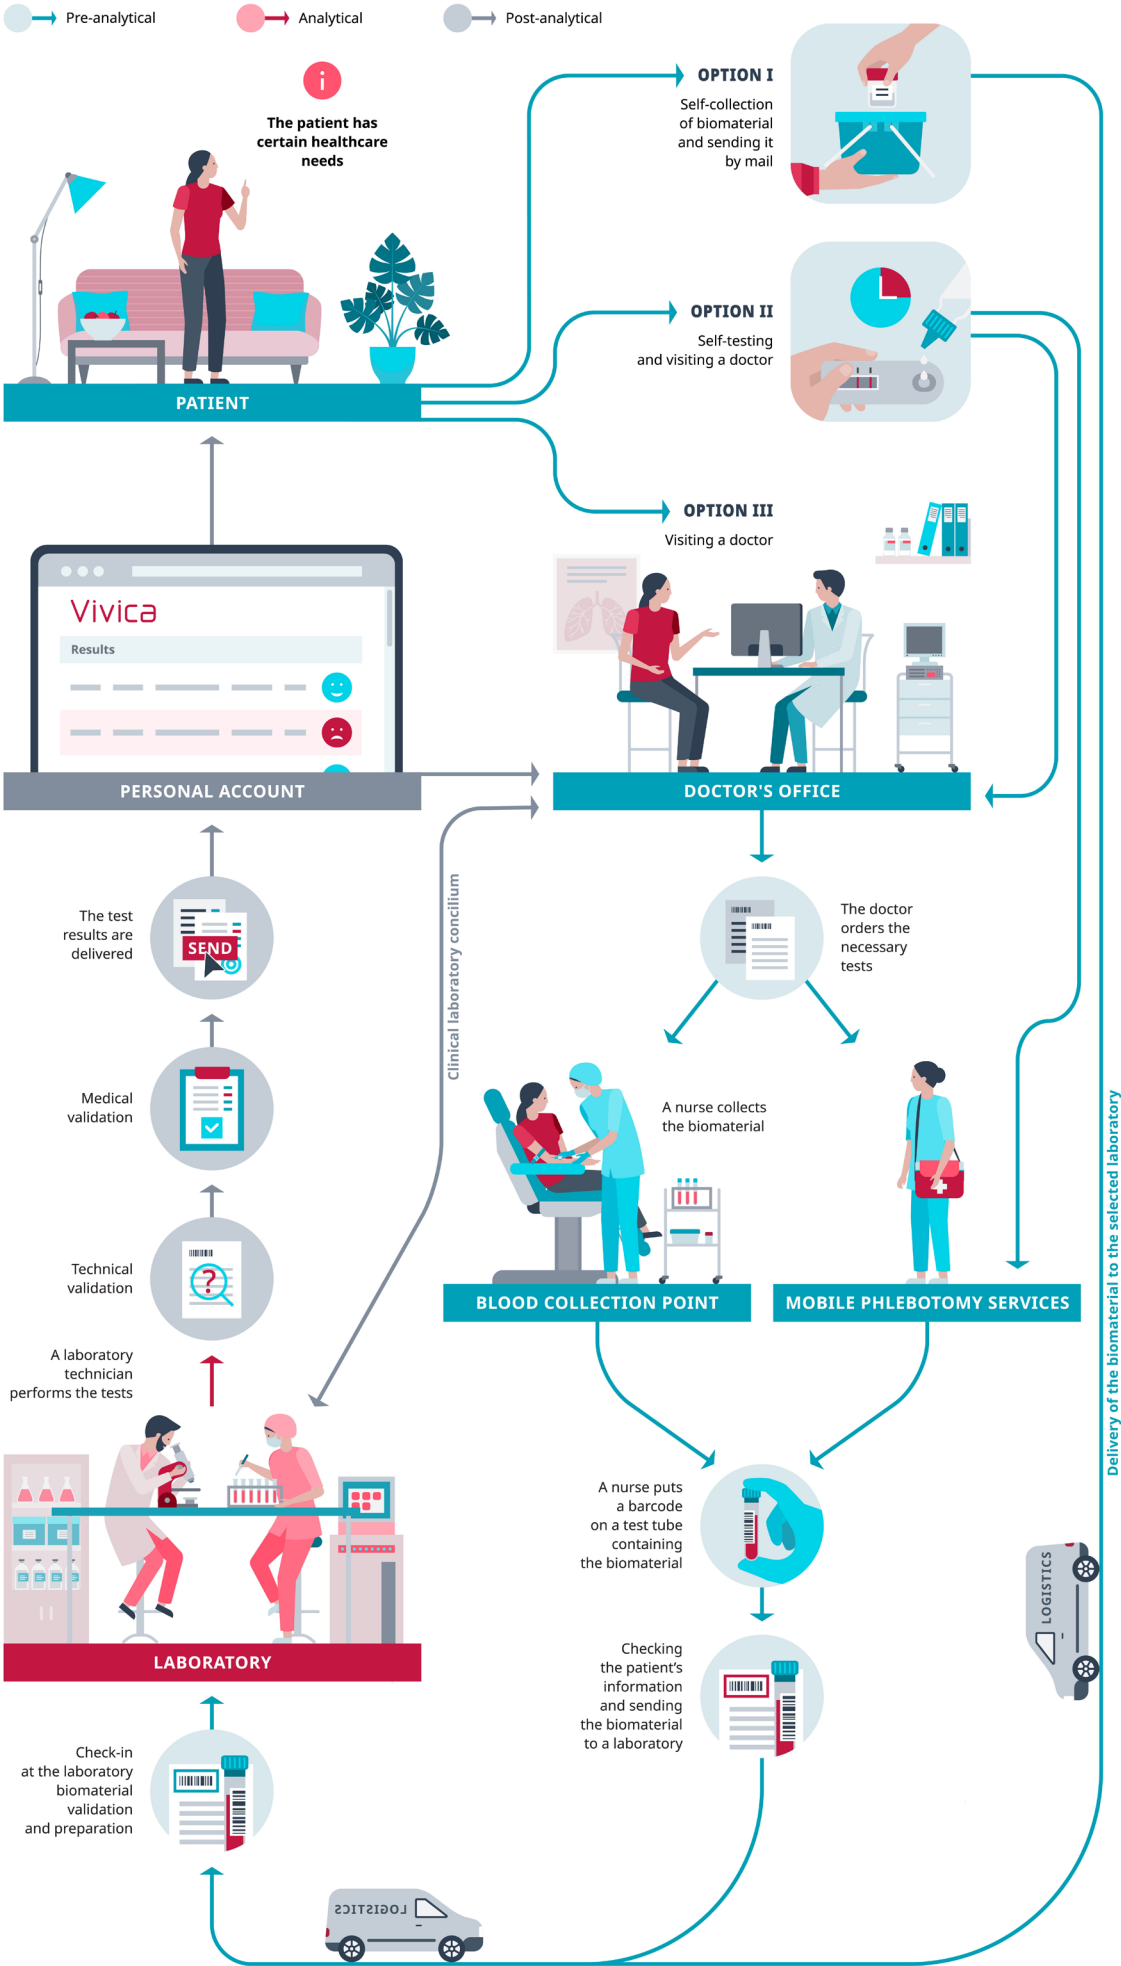 Pre-analytical
Analytical
Post-analytical
i
The patient has
certain healthcare
needs
PATIENT
OPTION I
Self-collection
of biomaterial
and sending it
by mail
OPTION II
Self-testing
and visiting a doctor
OPTION III
Visiting a doctor
Vivica
Results
PERSONAL ACCOUNT
DOCTOR'S OFFICE
The test
results are
delivered
SEND
Clinical laboratory concilium
The doctor
orders the
necessary
tests
Medical
validation
A nurse collects
the biomaterial
Technical
validation
?
BLOOD COLLECTION POINT
MOBILE PHLEBOTOMY SERVICES
Delivery of the biomaterial to the selected laboratory
A laboratory
technician
performs the tests
LABORATORY
A nurse puts
a barcode
on a test tube
containing
the biomaterial
LOGISTICS
Checking
the patient’s
information
and sending
the biomaterial
to a laboratory
Check-in
at the laboratory
biomaterial
validation
and preparation
LOGISTICS